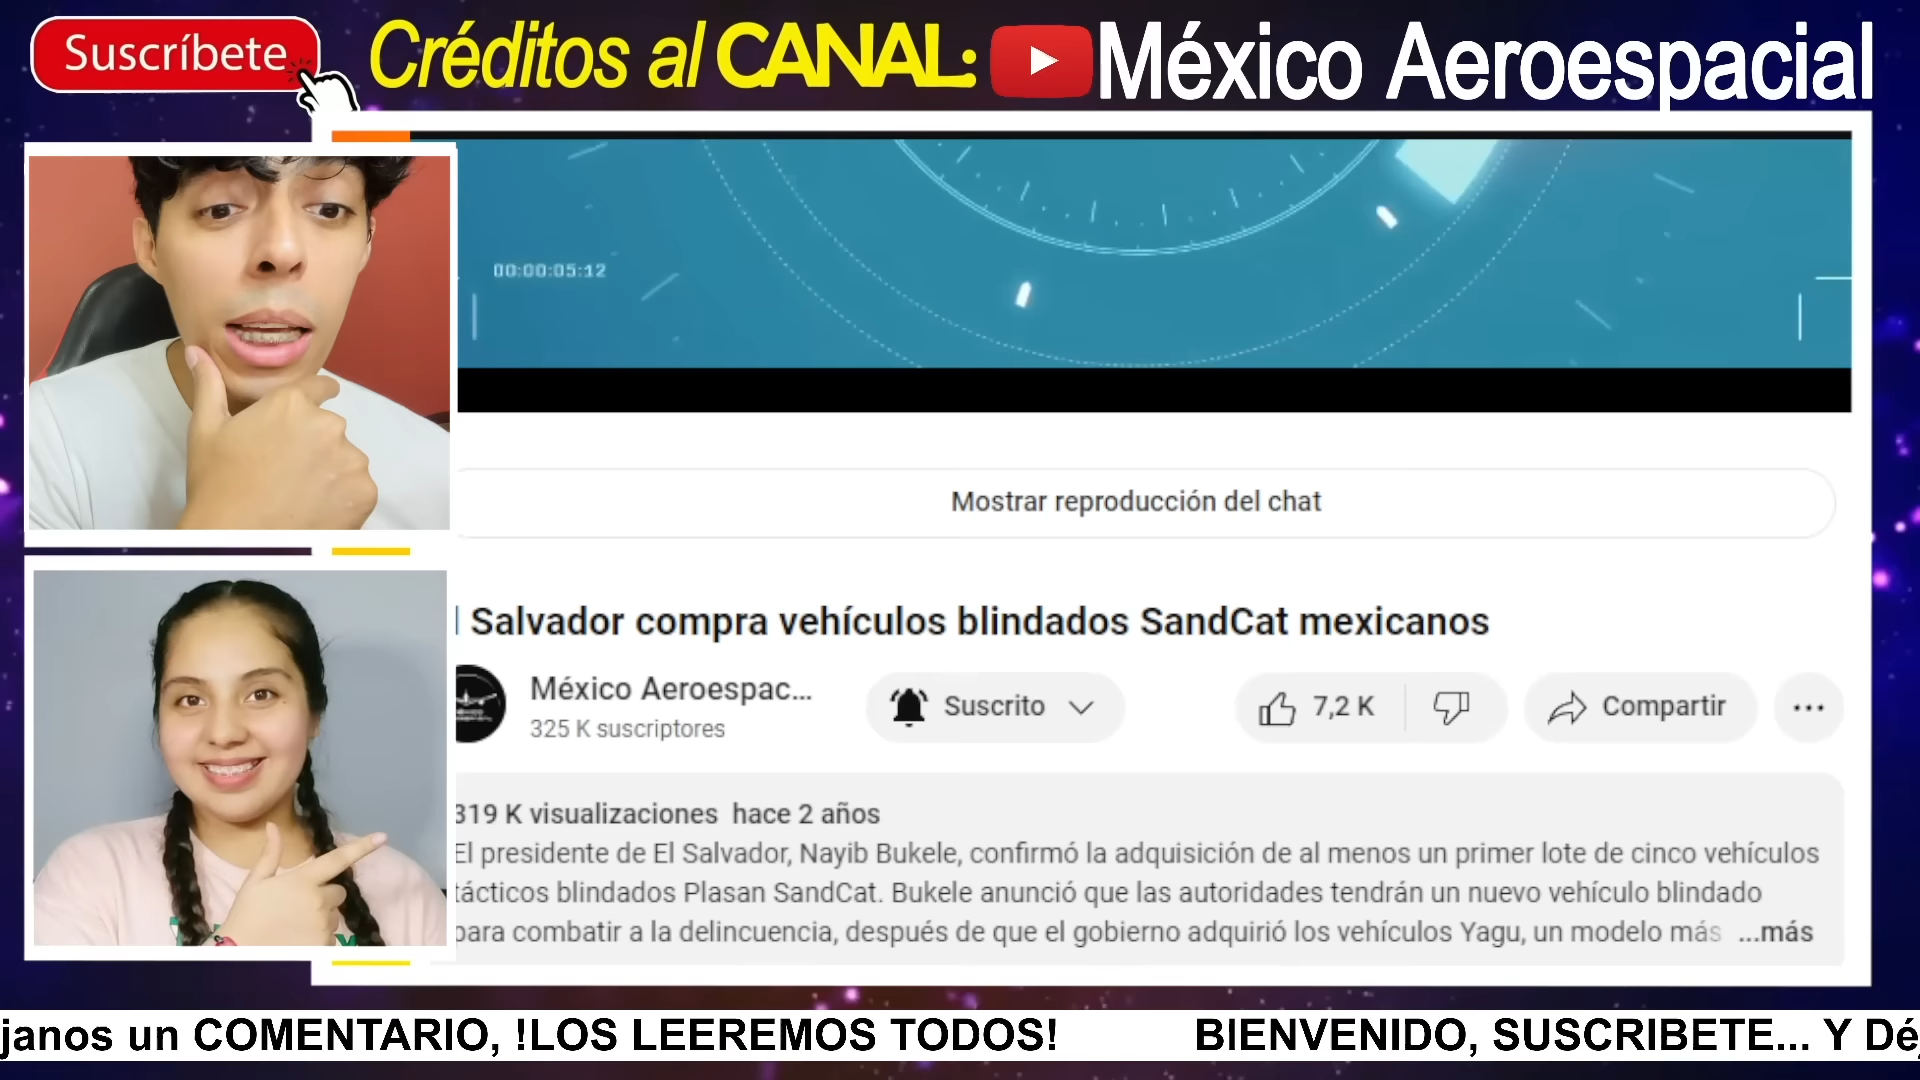 Suscríbete
Créditos al CANAL:
México Aeroespacial
00:00:05:12
Mostrar reproducción del chat
l Salvador compra vehículos blindados SandCat mexicanos
México Aeroespac...
325 K suscriptores
Suscrito
7,2 K
Compartir
319 K visualizaciones hace 2 años
El presidente de El Salvador, Nayib Bukele, confirmó la adquisición de al menos un primer lote de cinco vehículos
tácticos blindados Plasan SandCat. Bukele anunció que las autoridades tendrán un nuevo vehículo blindado
para combatir a la delincuencia, después de que el gobierno adquirió los vehículos Yagu, un modelo más ...más
janos un COMENTARIO, !LOS LEEREMOS TODOS! BIENVENIDO, SUSCRIBETE... Y Dé